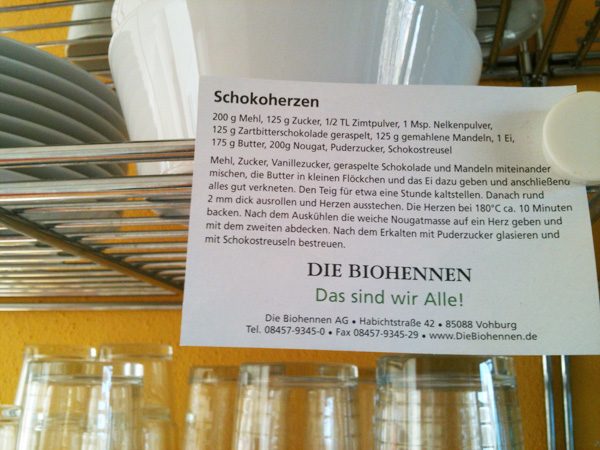 Schokoherzen
200 g Mehl, 125 g Zucker, 1/2 TL Zimtpulver, 1 Msp. Nelkenpulver,
125 g Zartbitterschokolade geraspelt, 125 g gemahlene Mandeln, 1 Ei,
175 g Butter, 200g Nougat, Puderzucker, Schokostreusel
Mehl, Zucker, Vanillezucker, geraspelte Schokolade und Mandeln miteinander
mischen, die Butter in kleinen Flöckchen und das Ei dazu geben und anschließend
alles gut verkneten. Den Teig für etwa eine Stunde kaltstellen. Danach rund
2 mm dick ausrollen und Herzen ausstechen. Die Herzen bei 180°C ca. 10 Minuten
backen. Nach dem Auskühlen die weiche Nougatmasse auf ein Herz geben und
mit dem zweiten abdecken. Nach dem Erkalten mit Puderzucker glasieren und
mit Schokostreuseln bestreuen.
DIE BIOHENNEN
Das sind wir Alle!
Die Biohennen AG • Habichtstraße 42 • 85088 Vohburg
Tel. 08457-9345-0 • Fax 08457-9345-29 • www.DieBiohennen.de